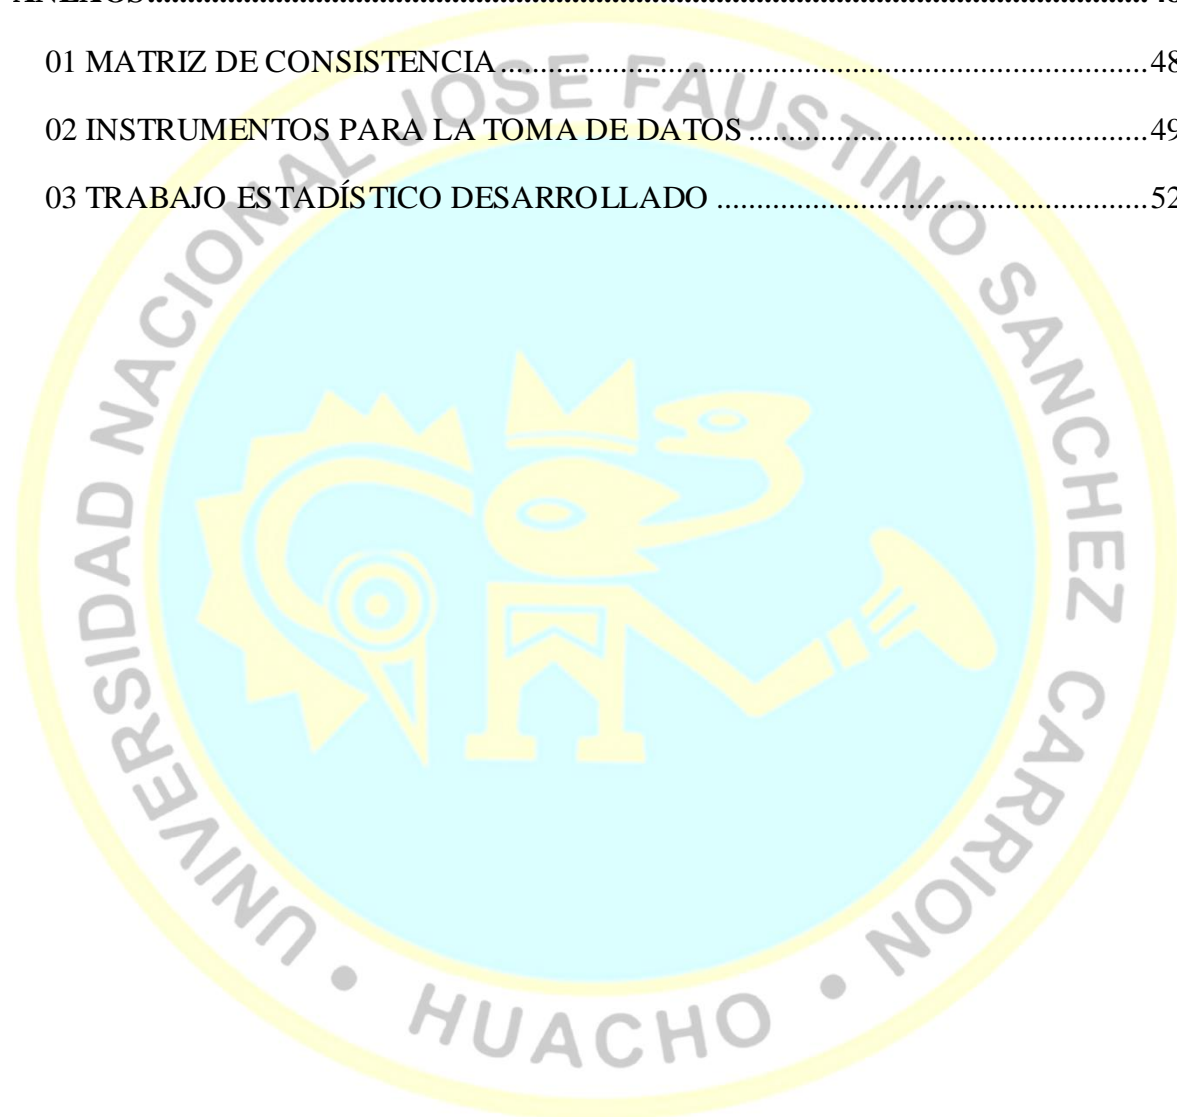 ANEXOS
01 MATRIZ DE CONSISTENCIA ........................................ 48
02 INSTRUMENTOS PARA LA TOMA DE DATOS ........................................ 49
03 TRABAJO ESTADÍSTICO DESARROLLADO ........................................ 52
UNIVERSIDAD NACIONAL JOSE FAUSTINO SANCHEZ CARRION
• HUACHO •